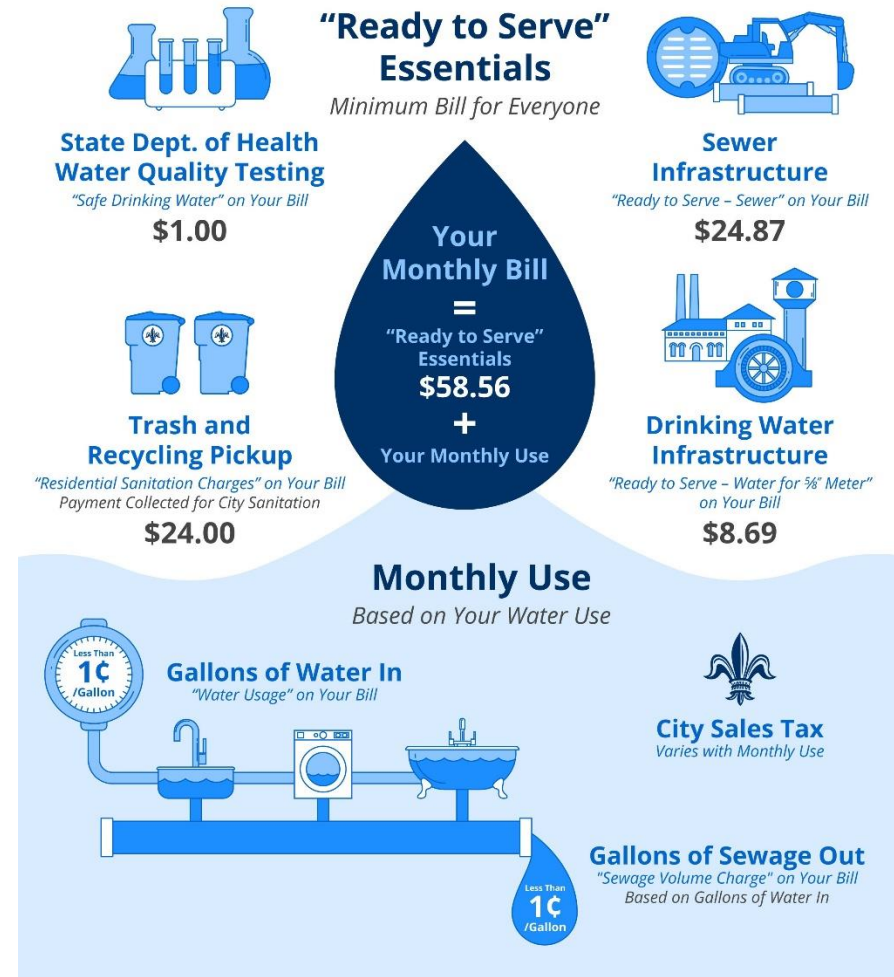 “Ready to Serve”
Essentials
Minimum Bill for Everyone
State Dept. of Health
Water Quality Testing
“Safe Drinking Water” on Your Bill
$1.00
Sewer
Infrastructure
“Ready to Serve – Sewer” on Your Bill
$24.87
Your
Monthly Bill
=
“Ready to Serve”
Essentials
$58.56
+
Your Monthly Use
Trash and
Recycling Pickup
“Residential Sanitation Charges” on Your Bill
Payment Collected for City Sanitation
$24.00
Drinking Water
Infrastructure
“Ready to Serve – Water for ⅝” Meter”
on Your Bill
$8.69
Monthly Use
Based on Your Water Use
Less Than
1¢
/Gallon
Gallons of Water In
“Water Usage” on Your Bill
City Sales Tax
Varies with Monthly Use
Gallons of Sewage Out
"Sewage Volume Charge" on Your Bill
Based on Gallons of Water In
Less Than
1¢
/Gallon